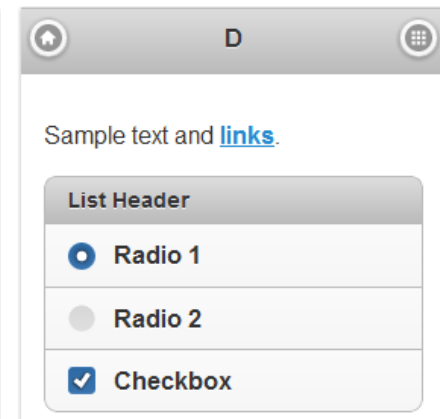 D
Sample text and links.
List Header
Radio 1
Radio 2
Checkbox